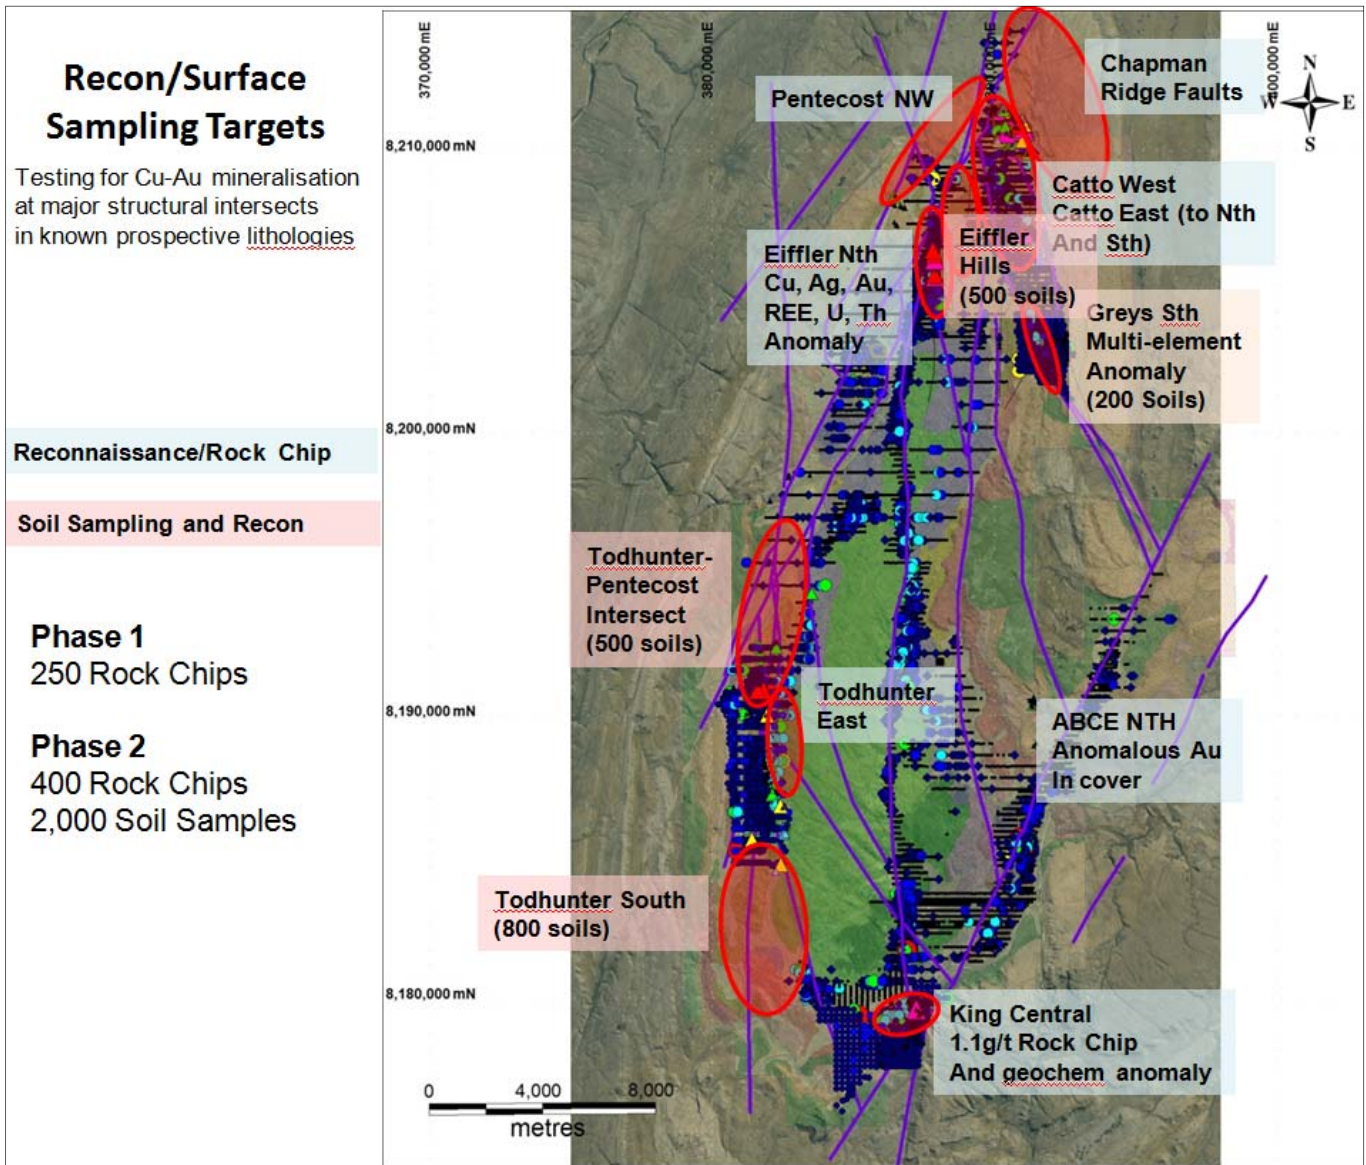 Recon/Surface
Sampling Targets
Testing for Cu-Au mineralisation
at major structural intersects
in known prospective lithologies
Reconnaissance/Rock Chip
Soil Sampling and Recon
Phase 1
250 Rock Chips
Phase 2
400 Rock Chips
2,000 Soil Samples
370,000 mE
380,000 mE
N
W
E
S
8,210,000 mN
8,200,000 mN
8,190,000 mN
8,180,000 mN
Pentecost NW
Chapman
Ridge Faults
Catto West
Catto East (to Nth
And Sth)
Eiffler Nth
Cu, Ag, Au,
REE, U, Th
Anomaly
Eiffler
Hills
(500 soils)
Greys Sth
Multi-element
Anomaly
(200 Soils)
Todhunter-
Pentecost
Intersect
(500 soils)
Todhunter
East
ABCE NTH
Anomalous Au
In cover
Todhunter South
(800 soils)
King Central
1.1g/t Rock Chip
And geochem anomaly
0
4,000
8,000
metres